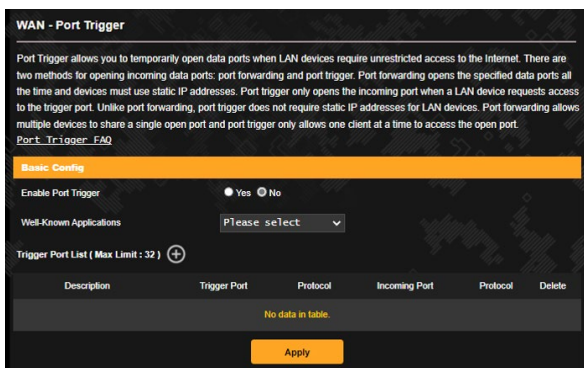 WAN - Port Trigger
Port Trigger allows you to temporarily open data ports when LAN devices require unrestricted access to the Internet. There are
two methods for opening incoming data ports: port forwarding and port trigger. Port forwarding opens the specified data ports all
the time and devices must use static IP addresses. Port trigger only opens the incoming port when a LAN device requests access
to the trigger port. Unlike port forwarding, port trigger does not require static IP addresses for LAN devices. Port forwarding allows
multiple devices to share a single open port and port trigger only allows one client at a time to access the open port.
Port Trigger FAQ
Basic Config
Enable Port Trigger Yes No
Well-Known Applications Please select
Trigger Port List ( Max Limit : 32 )
Description Trigger Port Protocol Incoming Port Protocol Delete
No data in table.
Apply